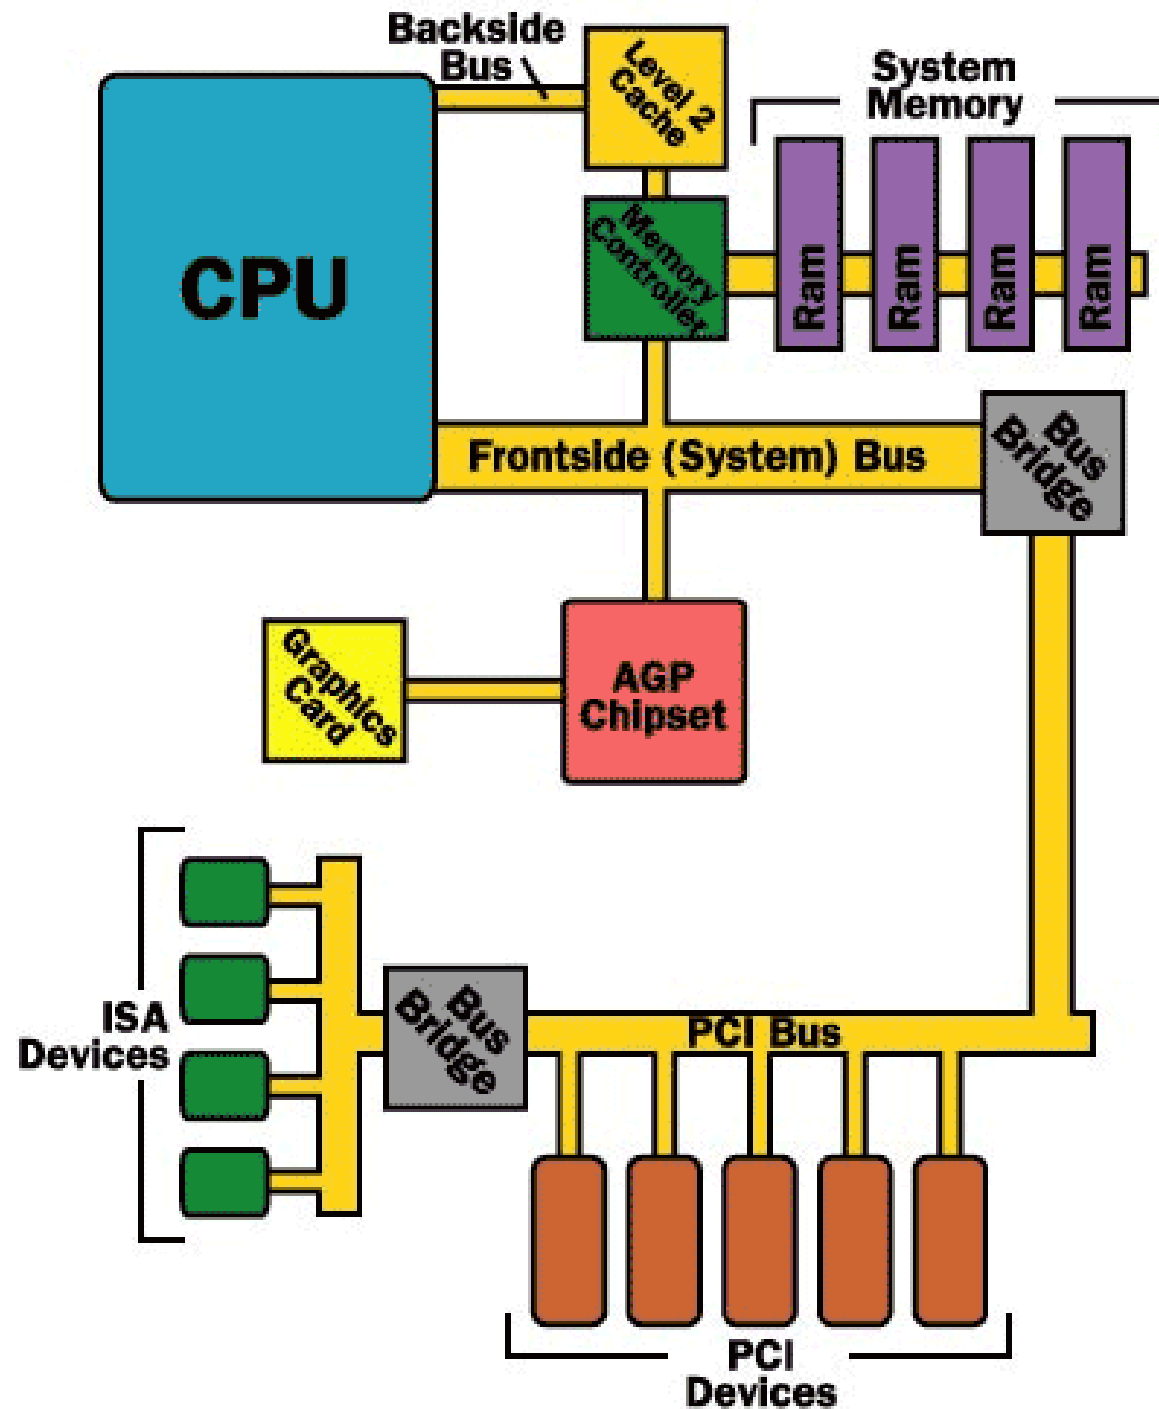 Backside
Bus
Level 2
Cache
System
Memory
CPU
Memory
Controller
Ram
Ram
Ram
Ram
Frontside (System) Bus
Bus
Bridge
Graphics
Card
AGP
Chipset
ISA
Devices
Bus
Bridge
PCI Bus
PCI
Devices